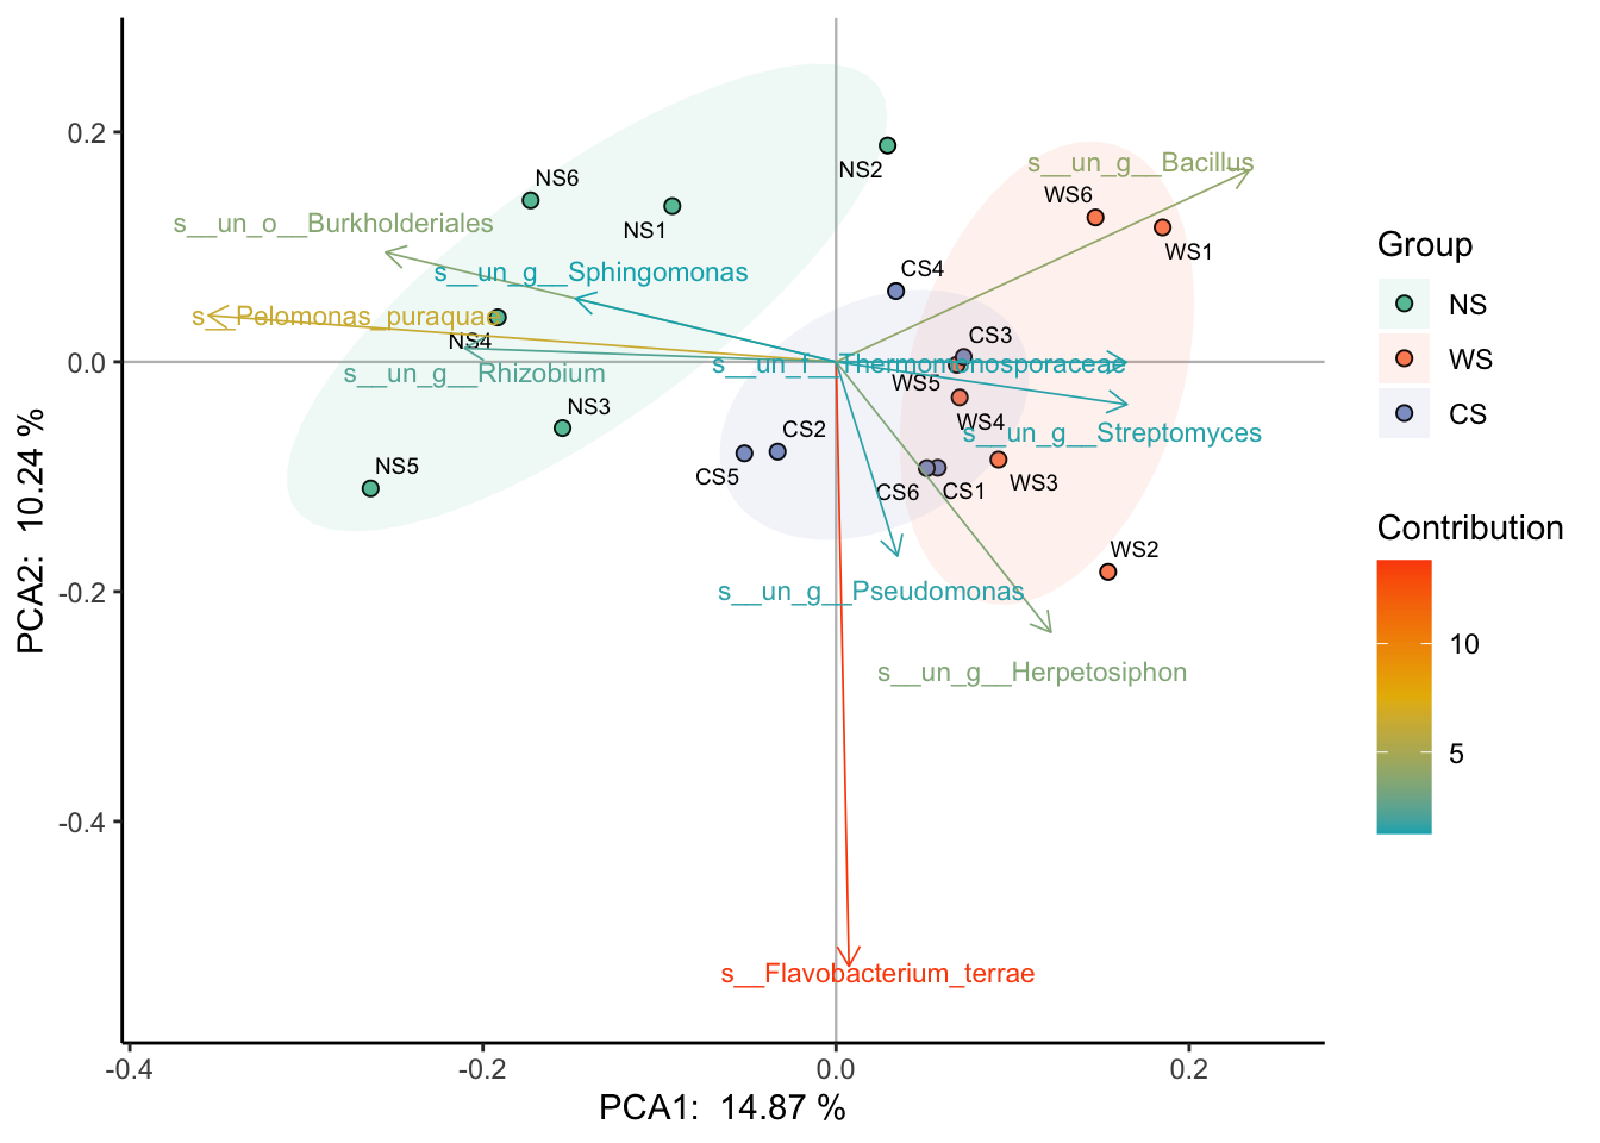 0.2
0.0
-0.2
-0.4
PCA2:  10.24 %
-0.4
-0.2
0.0
0.2
PCA1:  14.87 %
NS2
s__un_g__Bacillus
NS6
WS6
s__un_o__Burkholderiales
NS1
WS1
s__un_g__Sphingomonas
CS4
s__Pelomonas_puraquae
NS4
CS3
s__un_f__Thermomonosporaceae
s__un_g__Rhizobium
WS5
NS3
WS4
CS2
s__un_g__Streptomyces
NS5
CS5
WS3
CS6
CS1
WS2
s__un_g__Pseudomonas
s__un_g__Herpetosiphon
s__Flavobacterium_terrae
Group
NS
WS
CS
Contribution
10
5